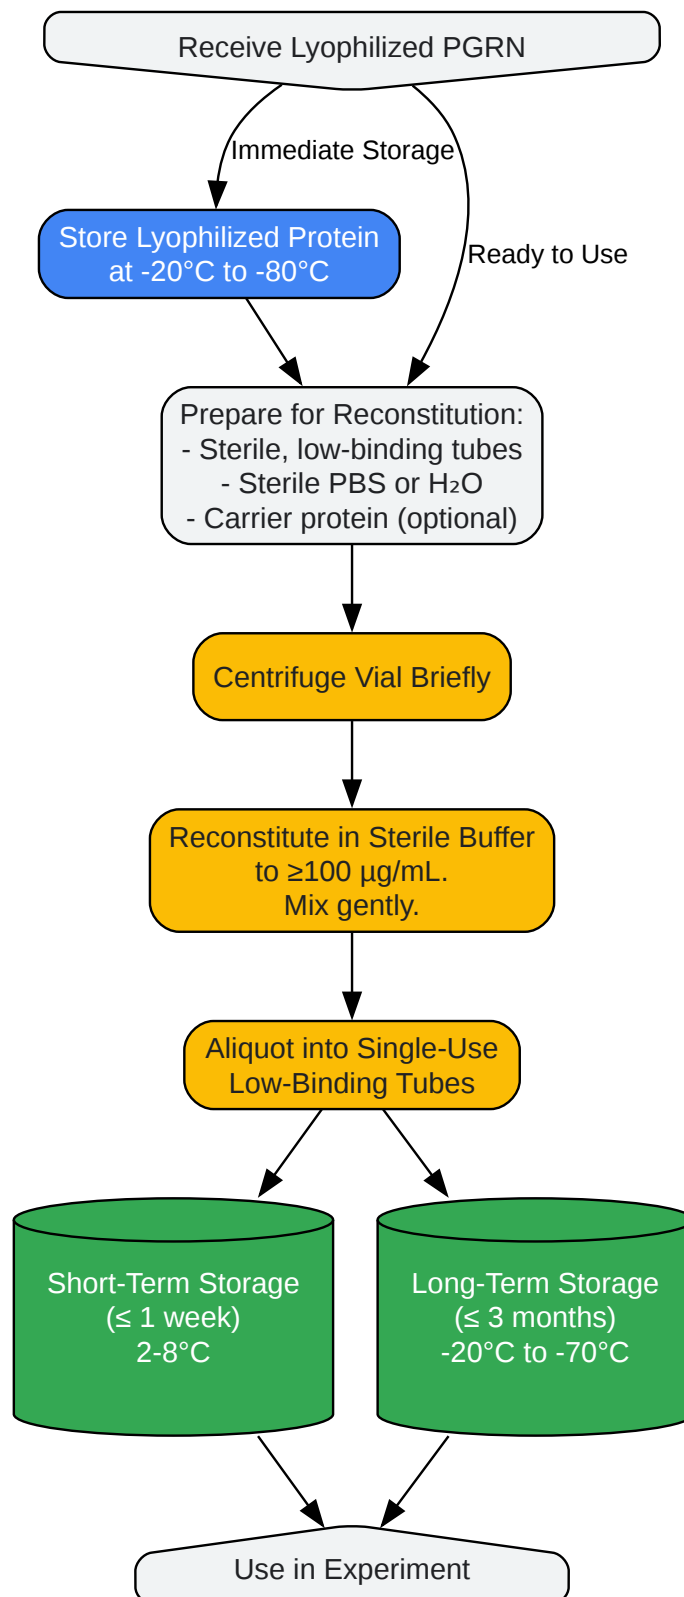 Receive Lyophilized PGRN
Immediate Storage
Store Lyophilized Protein
at -20°C to -80°C
Ready to Use
Prepare for Reconstitution:
- Sterile, low-binding tubes
- Sterile PBS or H₂O
- Carrier protein (optional)
Centrifuge Vial Briefly
Reconstitute in Sterile Buffer
to ≥100 µg/mL.
Mix gently.
Aliquot into Single-Use
Low-Binding Tubes
Short-Term Storage
(≤ 1 week)
2-8°C
Long-Term Storage
(≤ 3 months)
-20°C to -70°C
Use in Experiment